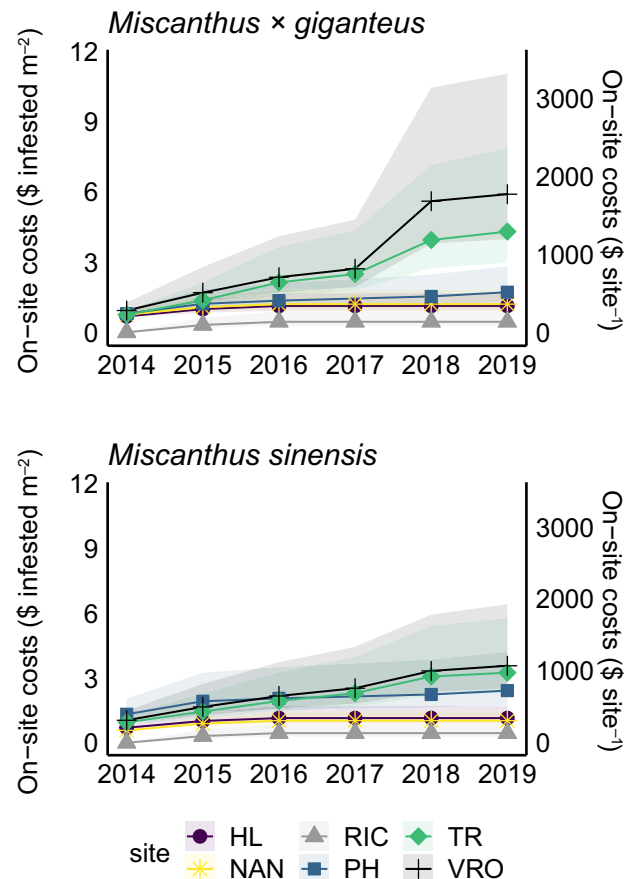 Miscanthus × giganteus
On−site costs ($ infested m−2)
12
9
6
3
0
3000
2000
1000
0
On−site costs ($ site−1)
2014 2015 2016 2017 2018 2019
Miscanthus sinensis
On−site costs ($ infested m−2)
12
9
6
3
0
3000
2000
1000
0
On−site costs ($ site−1)
2014 2015 2016 2017 2018 2019
site
HL RIC TR
NAN PH VRO